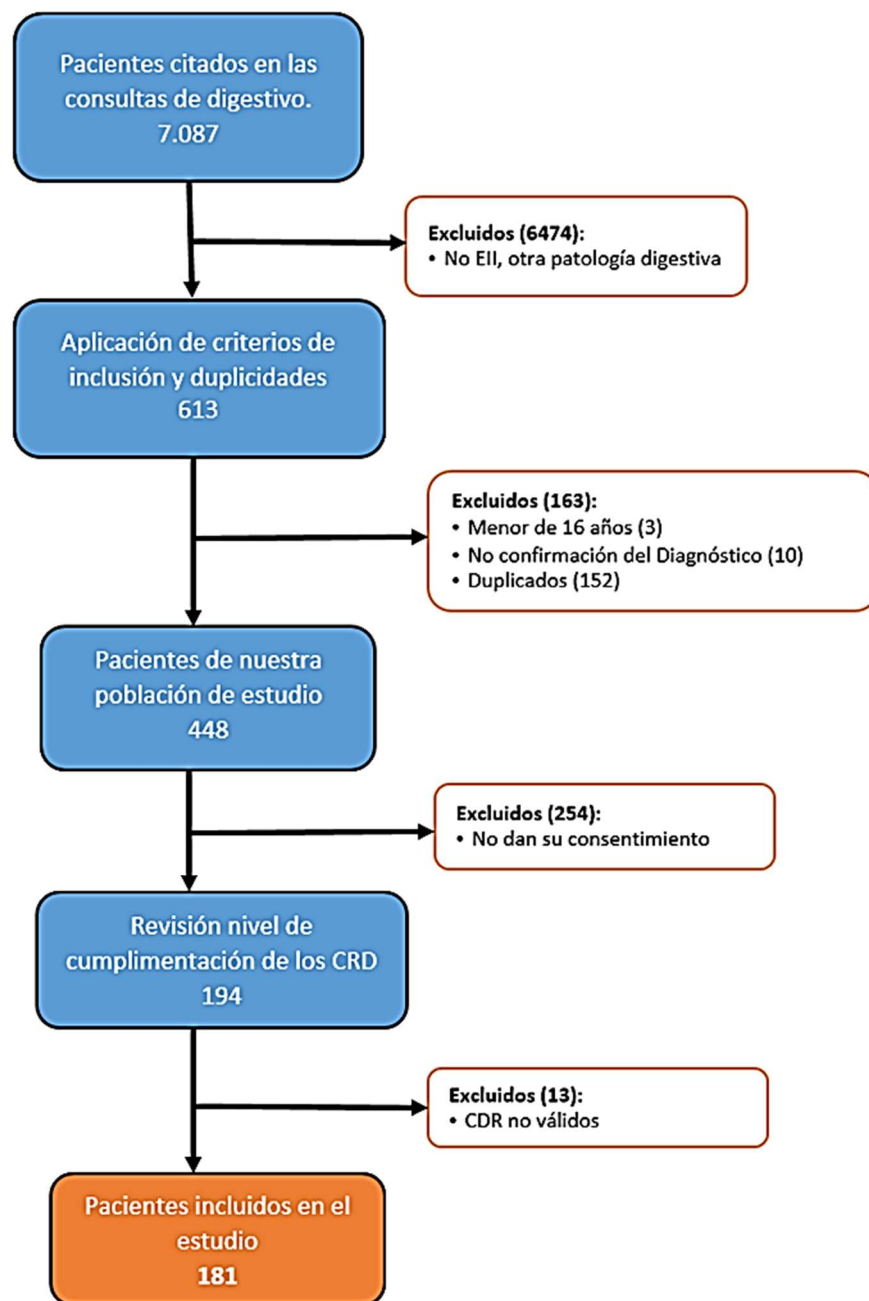 Pacientes citados en las
consultas de digestivo.
7.087
Excluidos (6474):
• No EII, otra patología digestiva
Aplicación de criterios de
inclusión y duplicidades
613
Excluidos (163):
• Menor de 16 años (3)
• No confirmación del Diagnóstico (10)
• Duplicados (152)
Pacientes de nuestra
población de estudio
448
Excluidos (254):
• No dan su consentimiento
Revisión nivel de
cumplimentación de los CRD
194
Excluidos (13):
• CDR no válidos
Pacientes incluidos en el
estudio
181